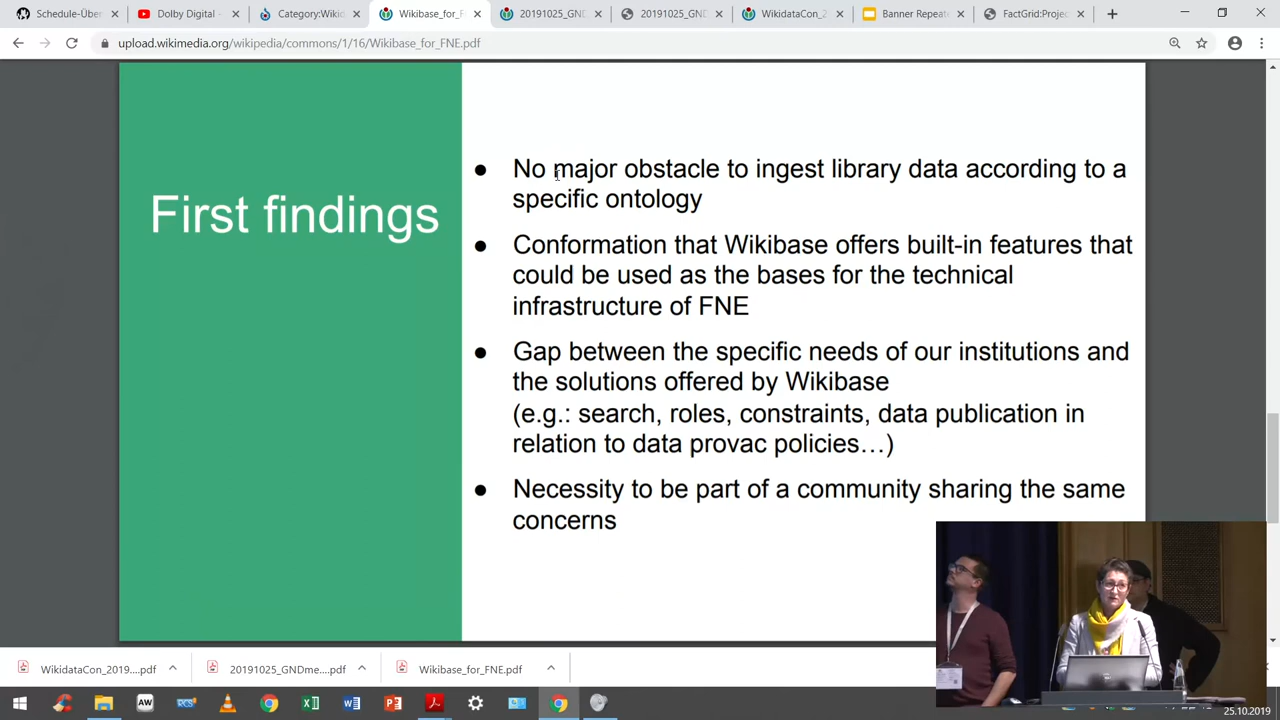 Schedule-Über
Dolby Digital -
Category:Wikid
Wikibase_for_F
20191025_GND
20191025_GND
WikidataCon_2
Banner Repeate
FactGrid:Projec
upload.wikimedia.org/wikipedia/commons/1/16/Wikibase_for_FNE.pdf
First findings
● No major obstacle to ingest library data according to a
specific ontology
● Conformation that Wikibase offers built-in features that
could be used as the bases for the technical
infrastructure of FNE
● Gap between the specific needs of our institutions and
the solutions offered by Wikibase
(e.g.: search, roles, constraints, data publication in
relation to data provac policies…)
● Necessity to be part of a community sharing the same
concerns
WikidataCon_2019....pdf
20191025_GNDme....pdf
Wikibase_for_FNE.pdf
AW
25.10.2019